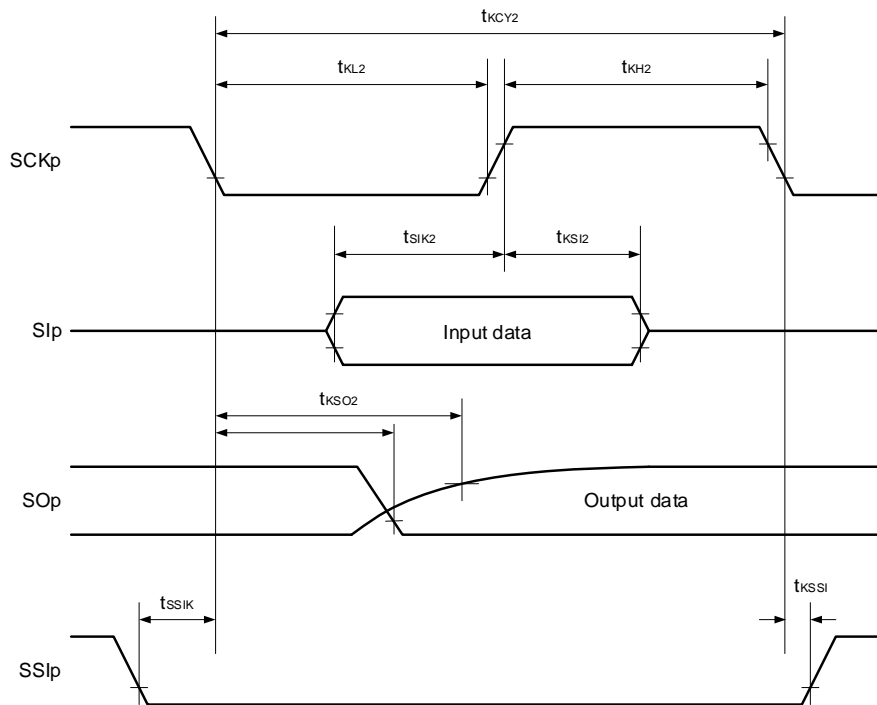 tKCY2
tKL2
tKH2
SCKp
tSIK2
tKSI2
SIp
Input data
tKSO2
SOp
Output data
tSSIK
tKSSI
SSIp